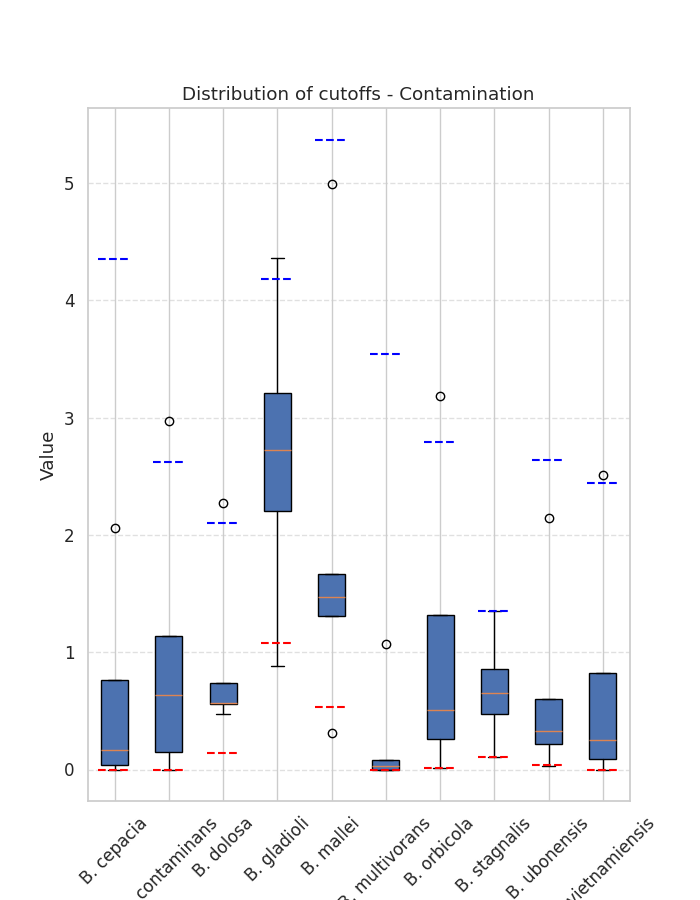 Distribution of cutoffs - Contamination
Value
5
4
3
2
1
0
B. cepacia
contaminans
B. dolosa
B. gladioli
B. mallei
B. multivorans
B. orbicola
B. stagnalis
B. ubonensis
vietnamiensis